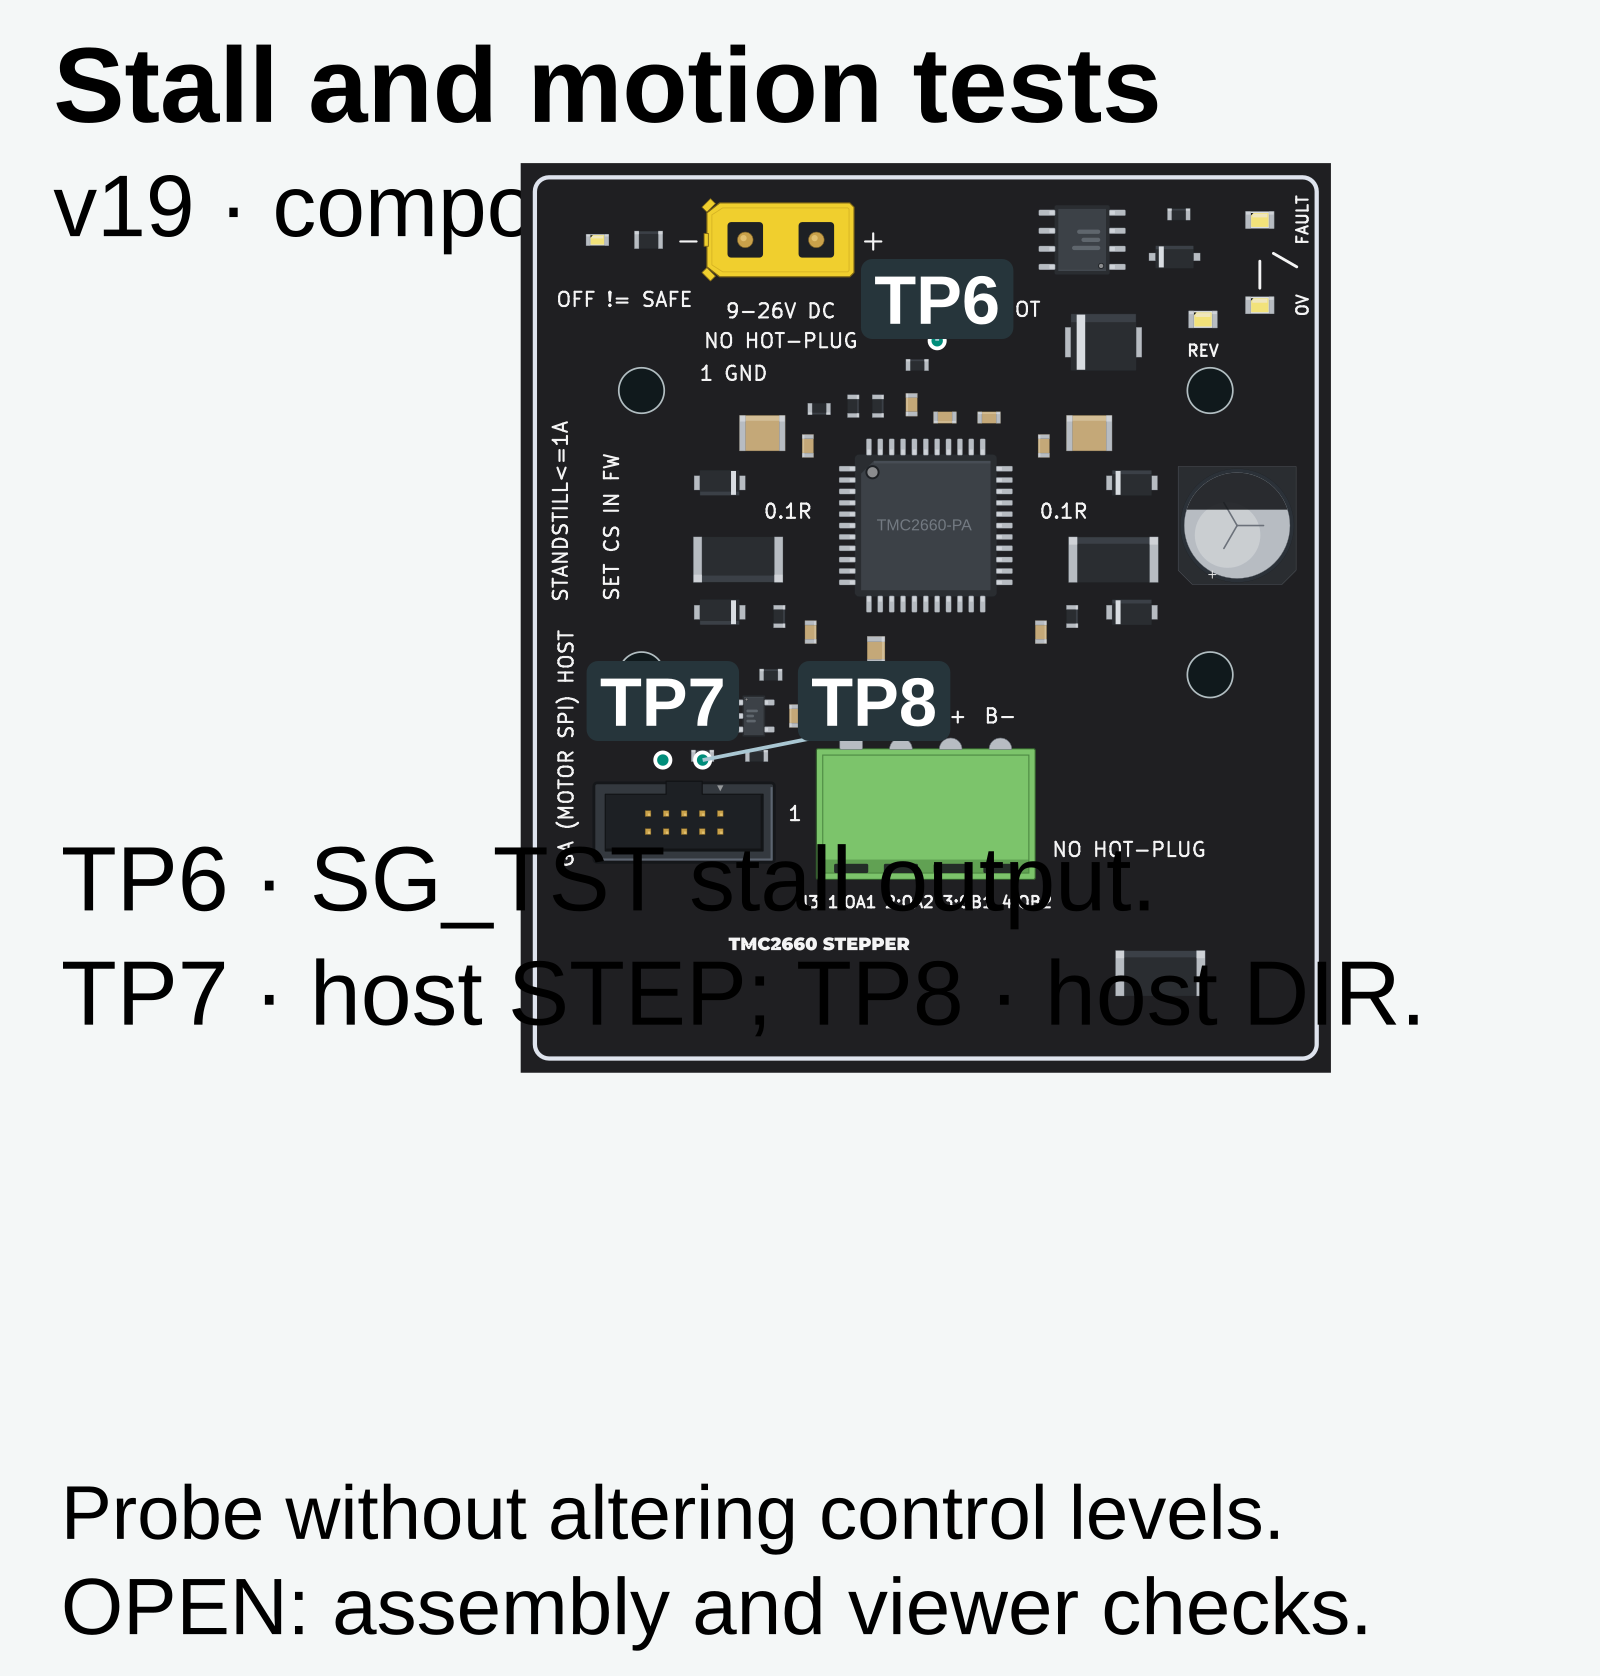 Stall and motion tests
v19 · compo
FAULT
− +
OFF != SAFE
9-26V DC
TP6
OT
0V
NO HOT-PLUG
REV
1 GND
STANDSTILL<=1A
SET CS IN FW
0.1R
TMC2660-PA
0.1R
+
(MOTOR SPI) HOST
TP7
TP8
+ B-
1
NO HOT-PLUG
TP6 · SG_TST stall output.
TMC2660 STEPPER
TP7 · host STEP; TP8 · host DIR.
Probe without altering control levels.
OPEN: assembly and viewer checks.